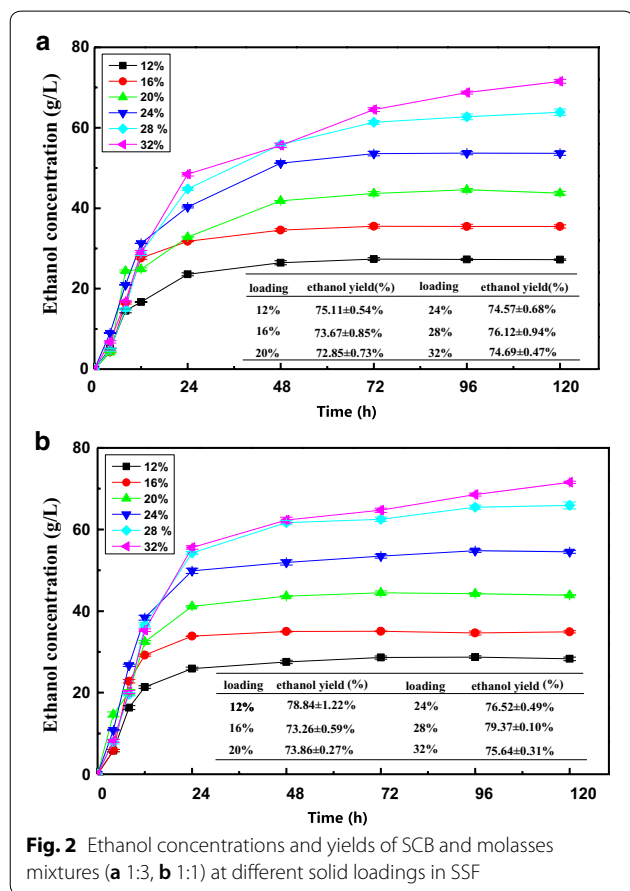 a
80
60
40
20
0
Ethanol concentration (g/L)
12%
16%
20%
24%
28 %
32%
loading ethanol yield(%) loading ethanol yield(%)
12% 75.11±0.54% 24% 74.57±0.68%
16% 73.67±0.85% 28% 76.12±0.94%
20% 72.85±0.73% 32% 74.69±0.47%
0 24 48 72 96 120
Time (h)
b
80
60
40
20
0
Ethanol concentration (g/L)
12%
16%
20%
24%
28 %
32%
loading ethanol yield (%) loading ethanol yield (%)
12% 78.84±1.22% 24% 76.52±0.49%
16% 73.26±0.59% 28% 79.37±0.10%
20% 73.86±0.27% 32% 75.64±0.31%
0 24 48 72 96 120
Time (h)
Fig. 2 Ethanol concentrations and yields of SCB and molasses
mixtures (a 1:3, b 1:1) at different solid loadings in SSF